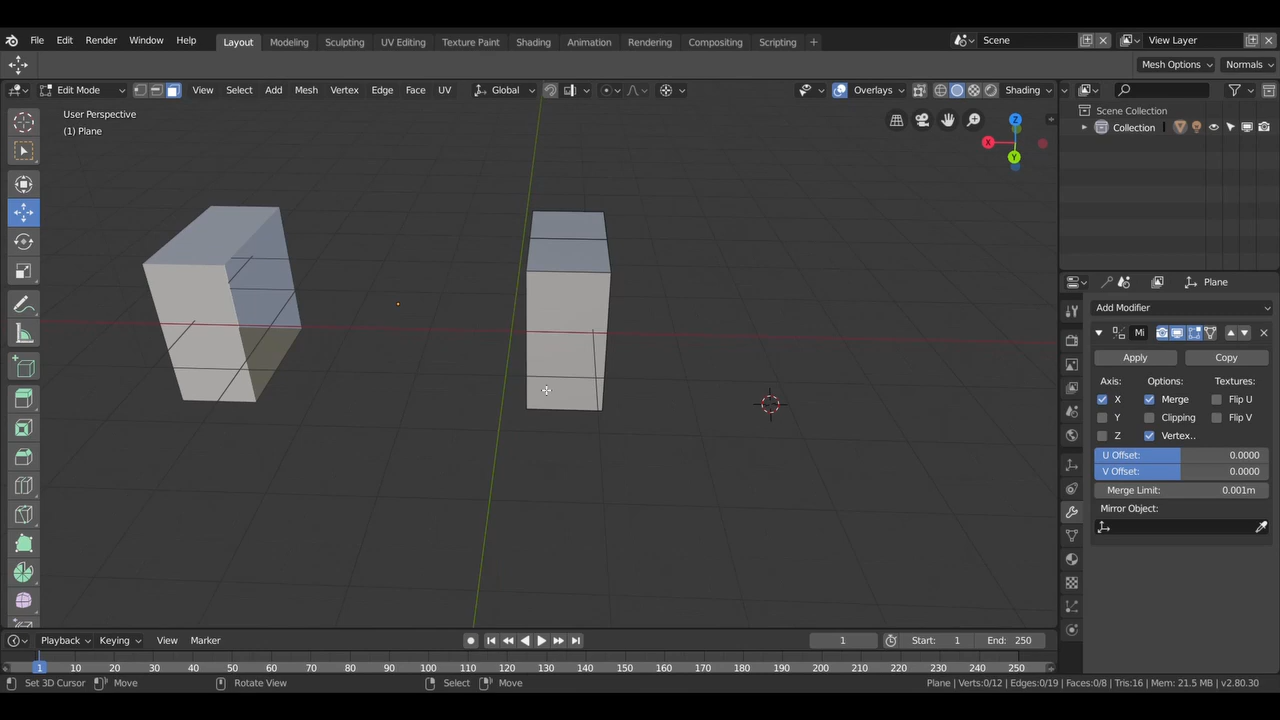 File Edit Render Window Help Layout Modeling Sculpting UV Editing Texture Paint Shading Animation Rendering Compositing Scripting + Scene View Layer
Mesh Options Normals
Edit Mode View Select Add Mesh Vertex Edge Face UV Global Overlays Shading
User Perspective
(1) Plane
Z
X
Y
Scene Collection
Collection
Plane
Add Modifier
Mi
Apply Copy
Axis: Options: Textures:
X Merge Flip U
Y Clipping Flip V
Z Vertex..
U Offset: 0.0000
V Offset: 0.0000
Merge Limit: 0.001m
Mirror Object:
Playback Keying View Marker 1 Start: 1 End: 250
1 10 20 30 40 50 60 70 80 90 100 110 120 130 140 150 160 170 180 190 200 210 220 230 240 250
Set 3D Cursor Move Rotate View Select Move Plane | Verts:0/12 | Edges:0/19 | Faces:0/8 | Tris:16 | Mem: 21.5 MB | v2.80.30